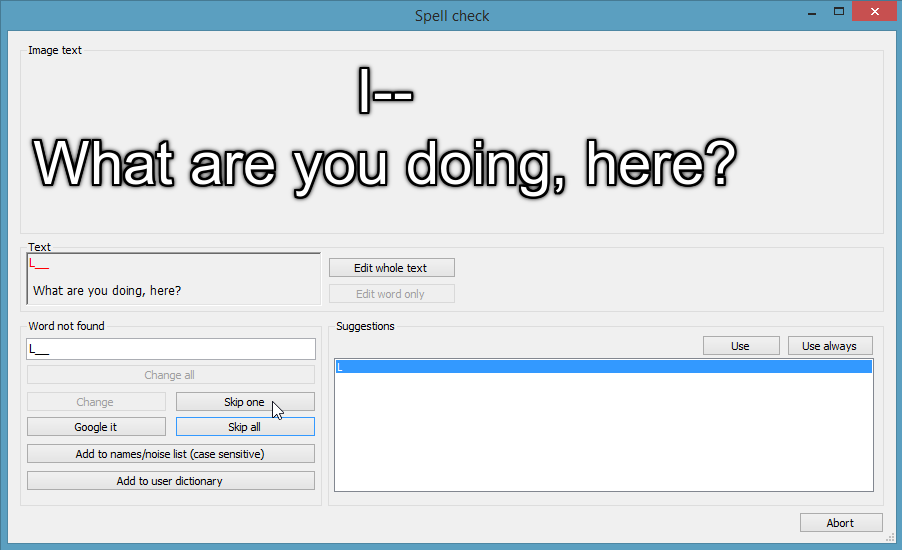 Spell check
Image text
I--
What are you doing, here?
Text
L__
What are you doing, here?
Edit whole text
Edit word only
Word not found
L__
Change all
Change
Skip one
Google it
Skip all
Add to names/noise list (case sensitive)
Add to user dictionary
Suggestions
Use
Use always
L
Abort